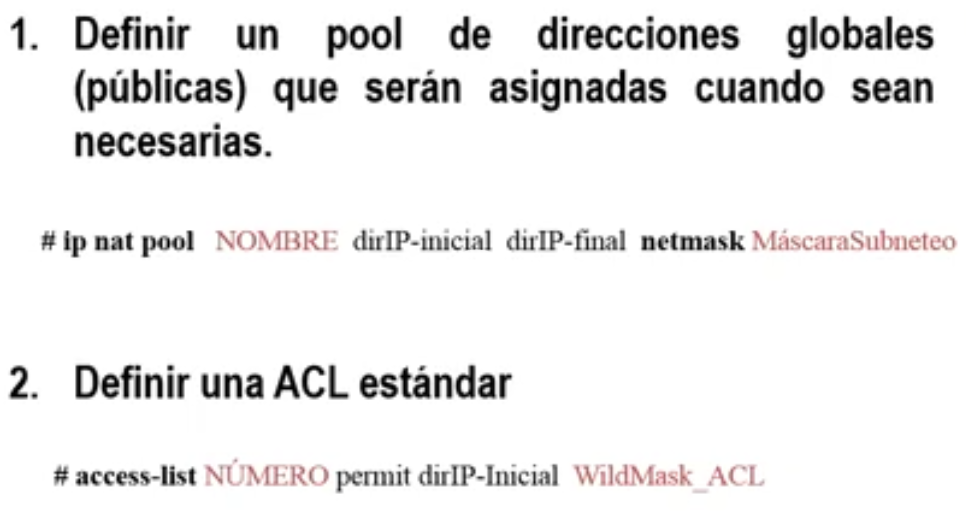 1. Definir un pool de direcciones globales
(públicas) que serán asignadas cuando sean
necesarias.
# ip nat pool NOMBRE dirIP-inicial dirIP-final netmask MáscaraSubneteo
2. Definir una ACL estándar
# access-list NÚMERO permit dirIP-Inicial WildMask_ACL